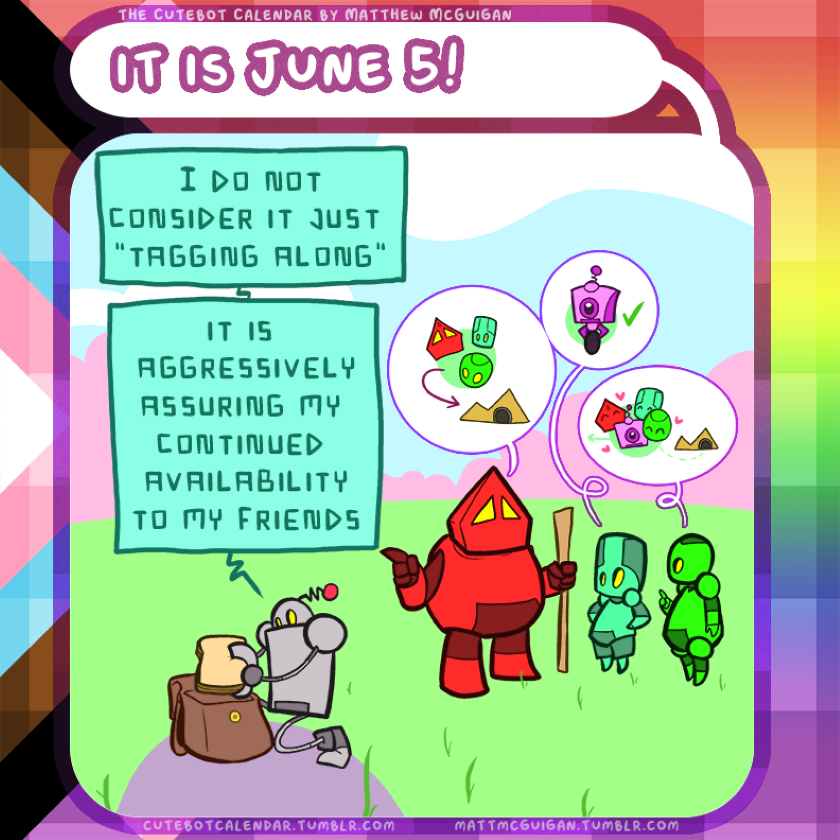 THE CUTEBOT CALENDAR BY MATTHEW MCGUIGAN
IT IS JUNE 5!
I DO NOT
CONSIDER IT JUST
"TAGGING ALONG"
IT IS
AGGRESSIVELY
ASSURING MY
CONTINUED
AVAILABILITY
TO MY FRIENDS
CUTEBOTCALENDAR.TUMBLR.COM MATTMCGUIGAN.TUMBLR.COM